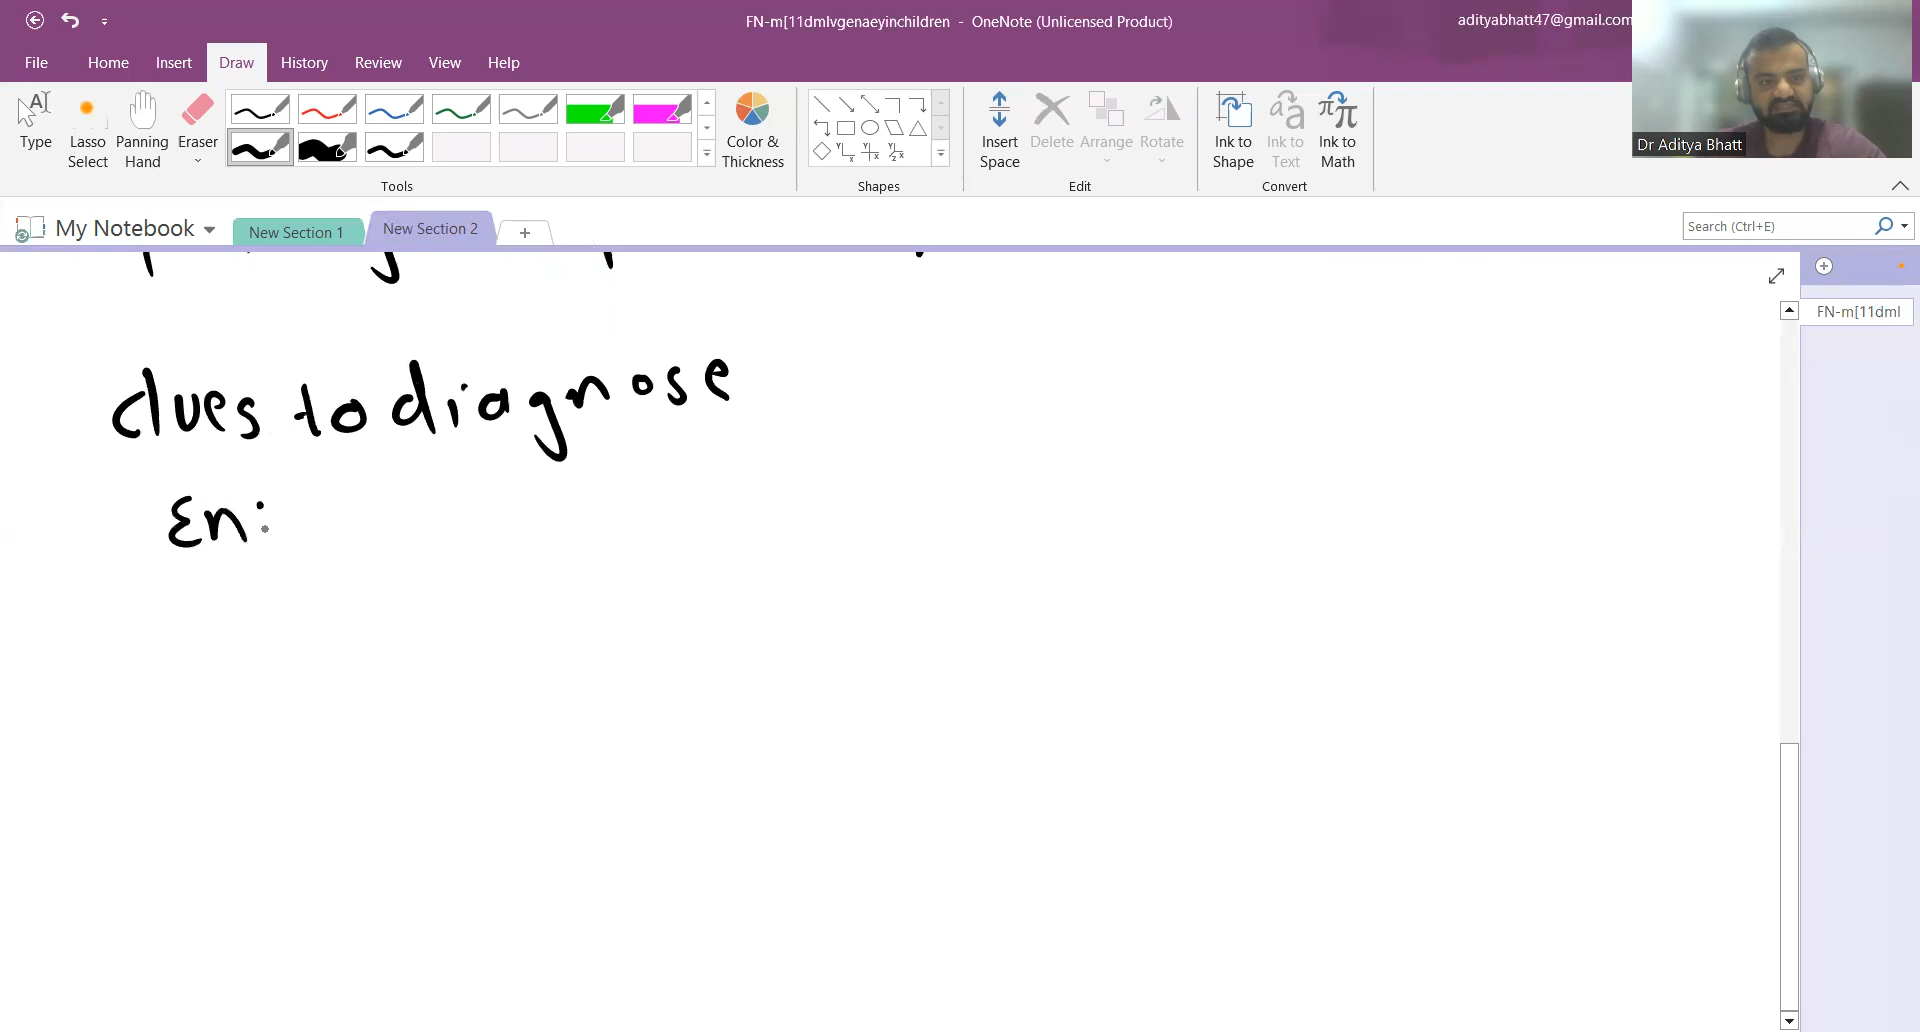 FN-m[11dmlvgenaeyinchildren - OneNote (Unlicensed Product)
adityabhatt47@gmail.com
File Home Insert Draw History Review View Help
Type
Lasso Select
Panning Hand
Eraser
Color & Thickness
Insert Space
Delete
Arrange
Rotate
Ink to Shape
Ink to Text
Ink to Math
Dr Aditya Bhatt
Tools Shapes Edit Convert
My Notebook New Section 1 New Section 2
Search (Ctrl+E)
FN-m[11dml
clues to diagnose
En: